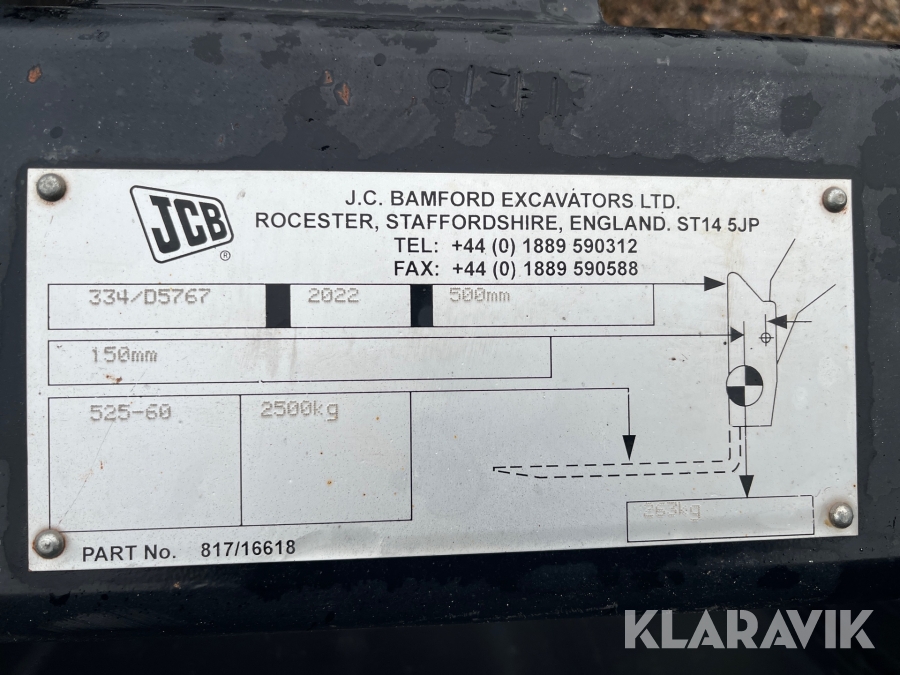 JCB
®
J.C. BAMFORD EXCAVATORS LTD.
ROCESTER, STAFFORDSHIRE, ENGLAND. ST14 5JP
TEL: +44 (0) 1889 590312
FAX: +44 (0) 1889 590588
334/D5767 2022 500mm
150mm
525-60 2500kg
263kg
PART No. 817/16618
KLARAVIK